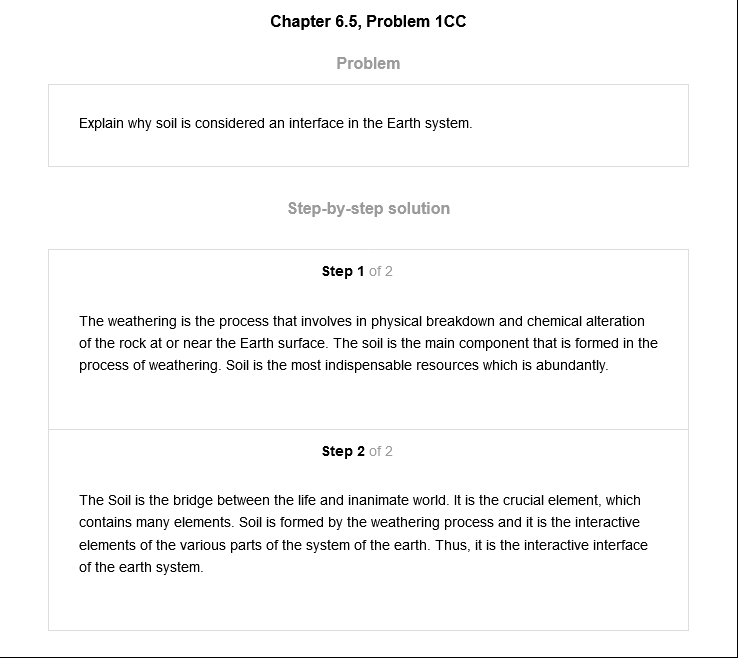 Chapter 6.5, Problem 1CC
Problem
Explain why soil is considered an interface in the Earth system.
Step-by-step solution
Step 1 of 2
The weathering is the process that involves in physical breakdown and chemical alteration
of the rock at or near the Earth surface. The soil is the main component that is formed in the
process of weathering. Soil is the most indispensable resources which is abundantly.
Step 2 of 2
The Soil is the bridge between the life and inanimate world. It is the crucial element, which
contains many elements. Soil is formed by the weathering process and it is the interactive
elements of the various parts of the system of the earth. Thus, it is the interactive interface
of the earth system.